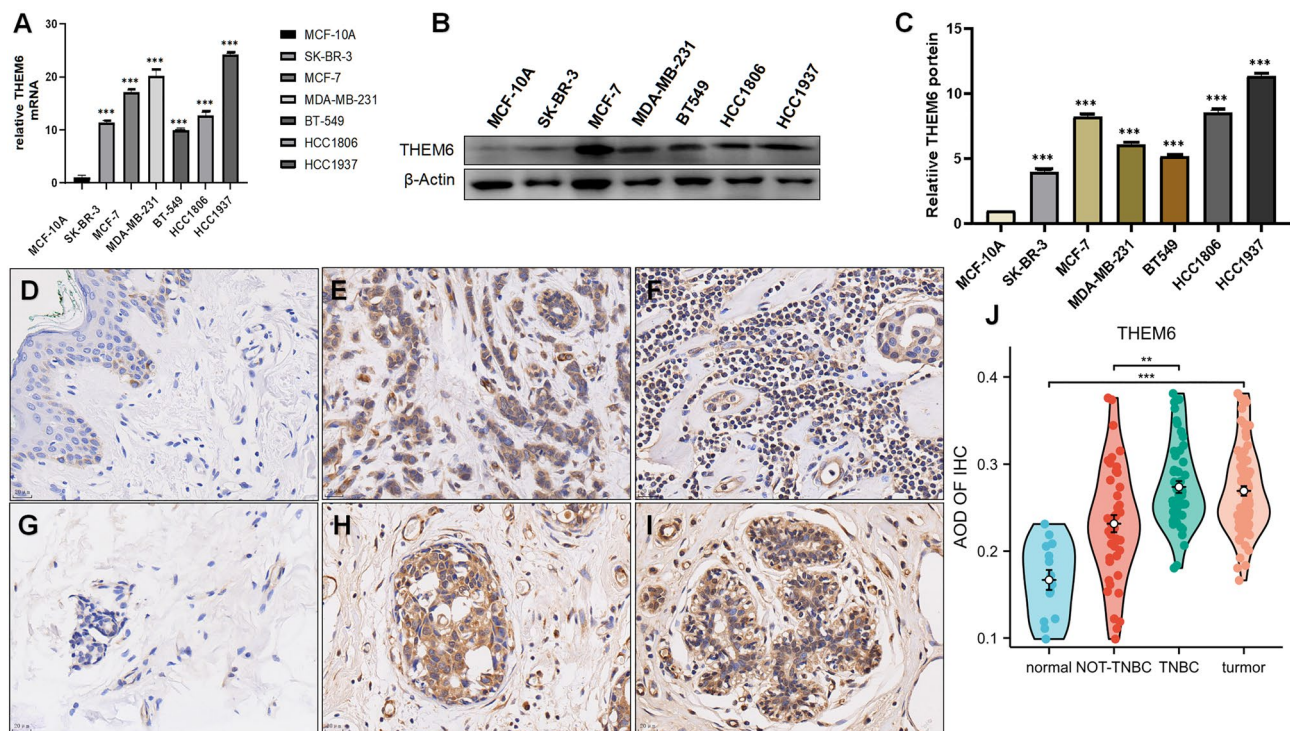 A
relative THEM6
mRNA
30
20
10
0
***
***
***
***
***
***
MCF-10A
SK-BR-3
MCF-7
MDA-MB-231
BT-549
HCC1806
HCC1937
MCF-10A
SK-BR-3
MCF-7
MDA-MB-231
BT-549
HCC1806
HCC1937
B
MCF-10A
SK-BR-3
MCF-7
MDA-MB-231
BT549
HCC1806
HCC1937
THEM6
β-Actin
C
Relaltive THEM6 portein
15
10
5
0
***
***
***
***
***
***
MCF-10A
SK-BR-3
MCF-7
MDA-MB-231
BT549
HCC1806
HCC1937
D
E
F
G
H
I
J
THEM6
**
***
AOD OF IHC
0.4
0.3
0.2
0.1
normal
NOT-TNBC
TNBC
turmor